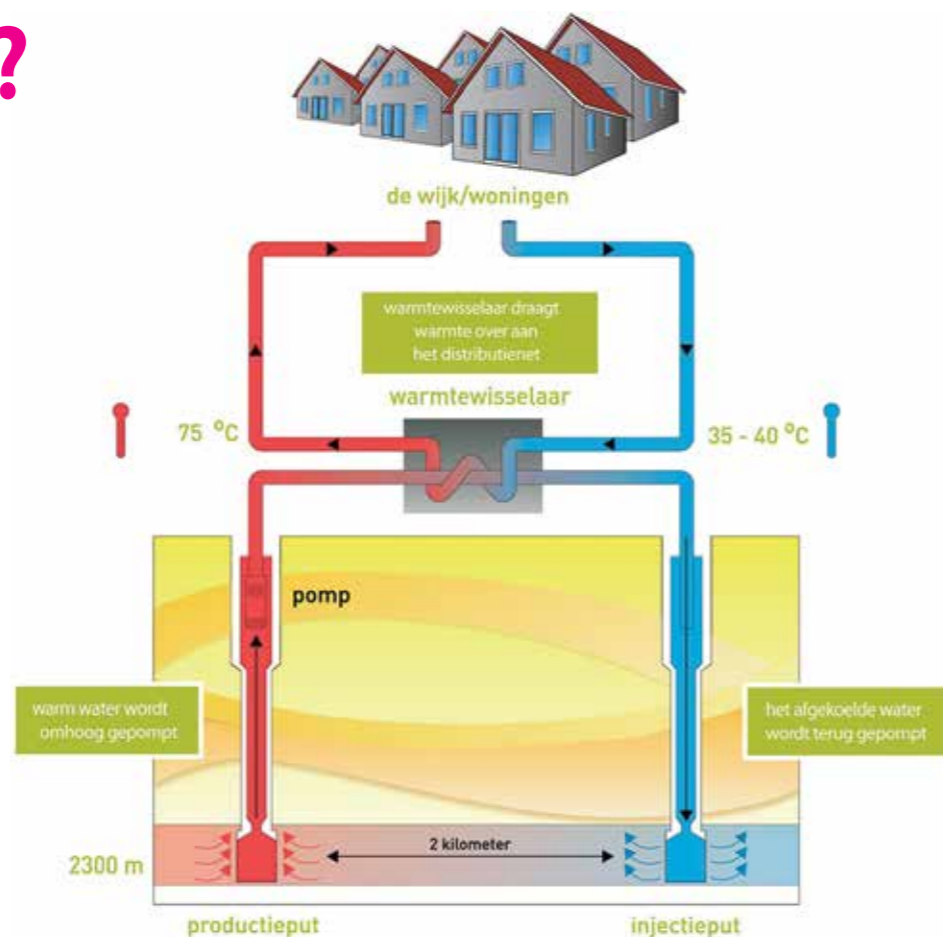 ?
de wijk/woningen
warmtewisselaar draagt
warmte over aan
het distributienet
warmtewisselaar
75 °C
35 - 40 °C
pomp
warm water wordt
omhoog gepompt
het afgekoelde water
wordt terug gepompt
2 kilometer
2300 m
productieput
injectieput